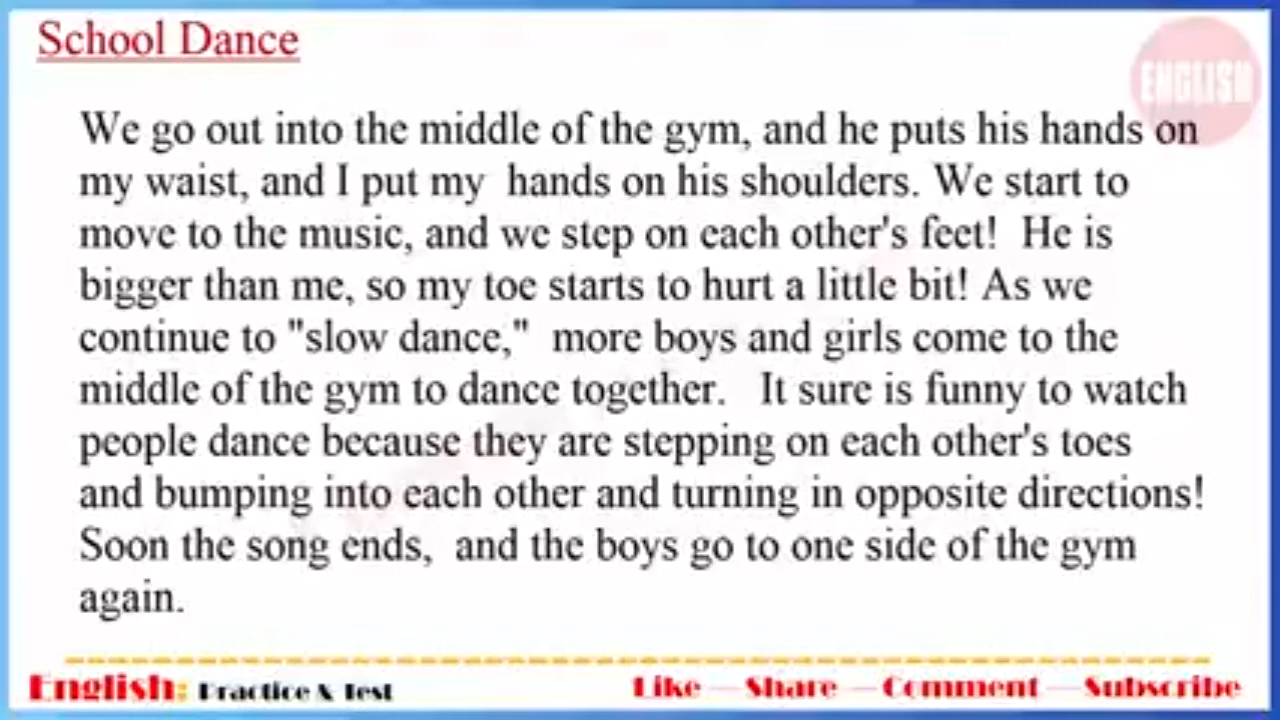 School Dance
ENGLISH
We go out into the middle of the gym, and he puts his hands on
my waist, and I put my hands on his shoulders. We start to
move to the music, and we step on each other's feet! He is
bigger than me, so my toe starts to hurt a little bit! As we
continue to "slow dance," more boys and girls come to the
middle of the gym to dance together. It sure is funny to watch
people dance because they are stepping on each other's toes
and bumping into each other and turning in opposite directions!
Soon the song ends, and the boys go to one side of the gym
again.
English: Practice & Test
Like — Share — Comment — Subscribe